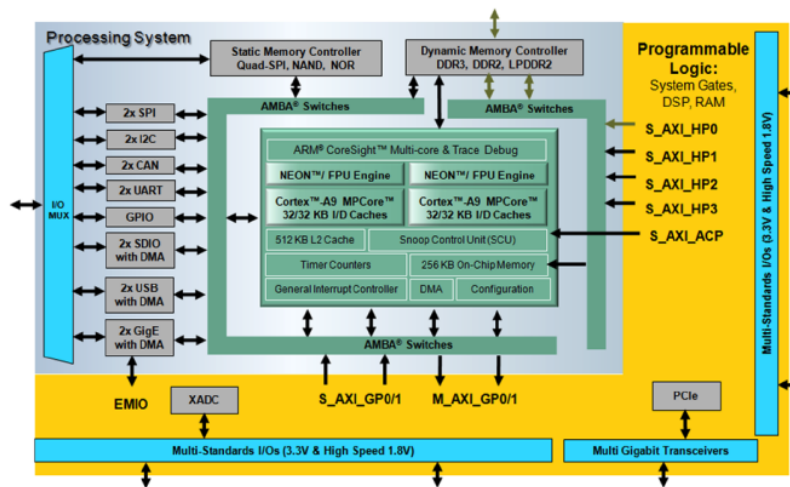 Processing System
Static Memory Controller
Quad-SPI, NAND, NOR
Dynamic Memory Controller
DDR3, DDR2, LPDDR2
Programmable
Logic:
System Gates,
DSP, RAM
AMBA® Switches
AMBA® Switches
2x SPI
2x I2C
2x CAN
2x UART
GPIO
2x SDIO
with DMA
2x USB
with DMA
2x GigE
with DMA
I/O
MUX
ARM® CoreSight™ Multi-core & Trace Debug
NEON™/ FPU Engine
NEON™/ FPU Engine
Cortex™-A9 MPCore™
32/32 KB I/D Caches
Cortex™-A9 MPCore™
32/32 KB I/D Caches
512 KB L2 Cache
Snoop Control Unit (SCU)
Timer Counters
256 KB On-Chip Memory
General Interrupt Controller
DMA
Configuration
AMBA® Switches
S_AXI_HP0
S_AXI_HP1
S_AXI_HP2
S_AXI_HP3
S_AXI_ACP
Multi-Standards I/Os (3.3V & High Speed 1.8V)
EMIO
XADC
S_AXI_GP0/1
M_AXI_GP0/1
PCIe
Multi-Standards I/Os (3.3V & High Speed 1.8V)
Multi Gigabit Transceivers